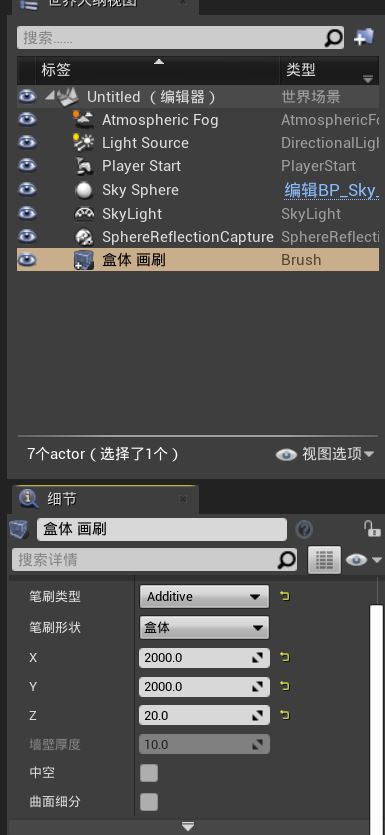 世界大纲视图
搜索......
标签 类型
Untitled （编辑器） 世界场景
Atmospheric Fog AtmosphericFo
Light Source DirectionalLigh
Player Start PlayerStart
Sky Sphere 编辑BP_Sky_
SkyLight SkyLight
SphereReflectionCapture SphereReflecti
盒体 画刷 Brush
7个actor（选择了1个） 视图选项
细节
盒体 画刷
搜索详情
笔刷类型 Additive
笔刷形状 盒体
X 2000.0
Y 2000.0
Z 20.0
墙壁厚度 10.0
中空
曲面细分